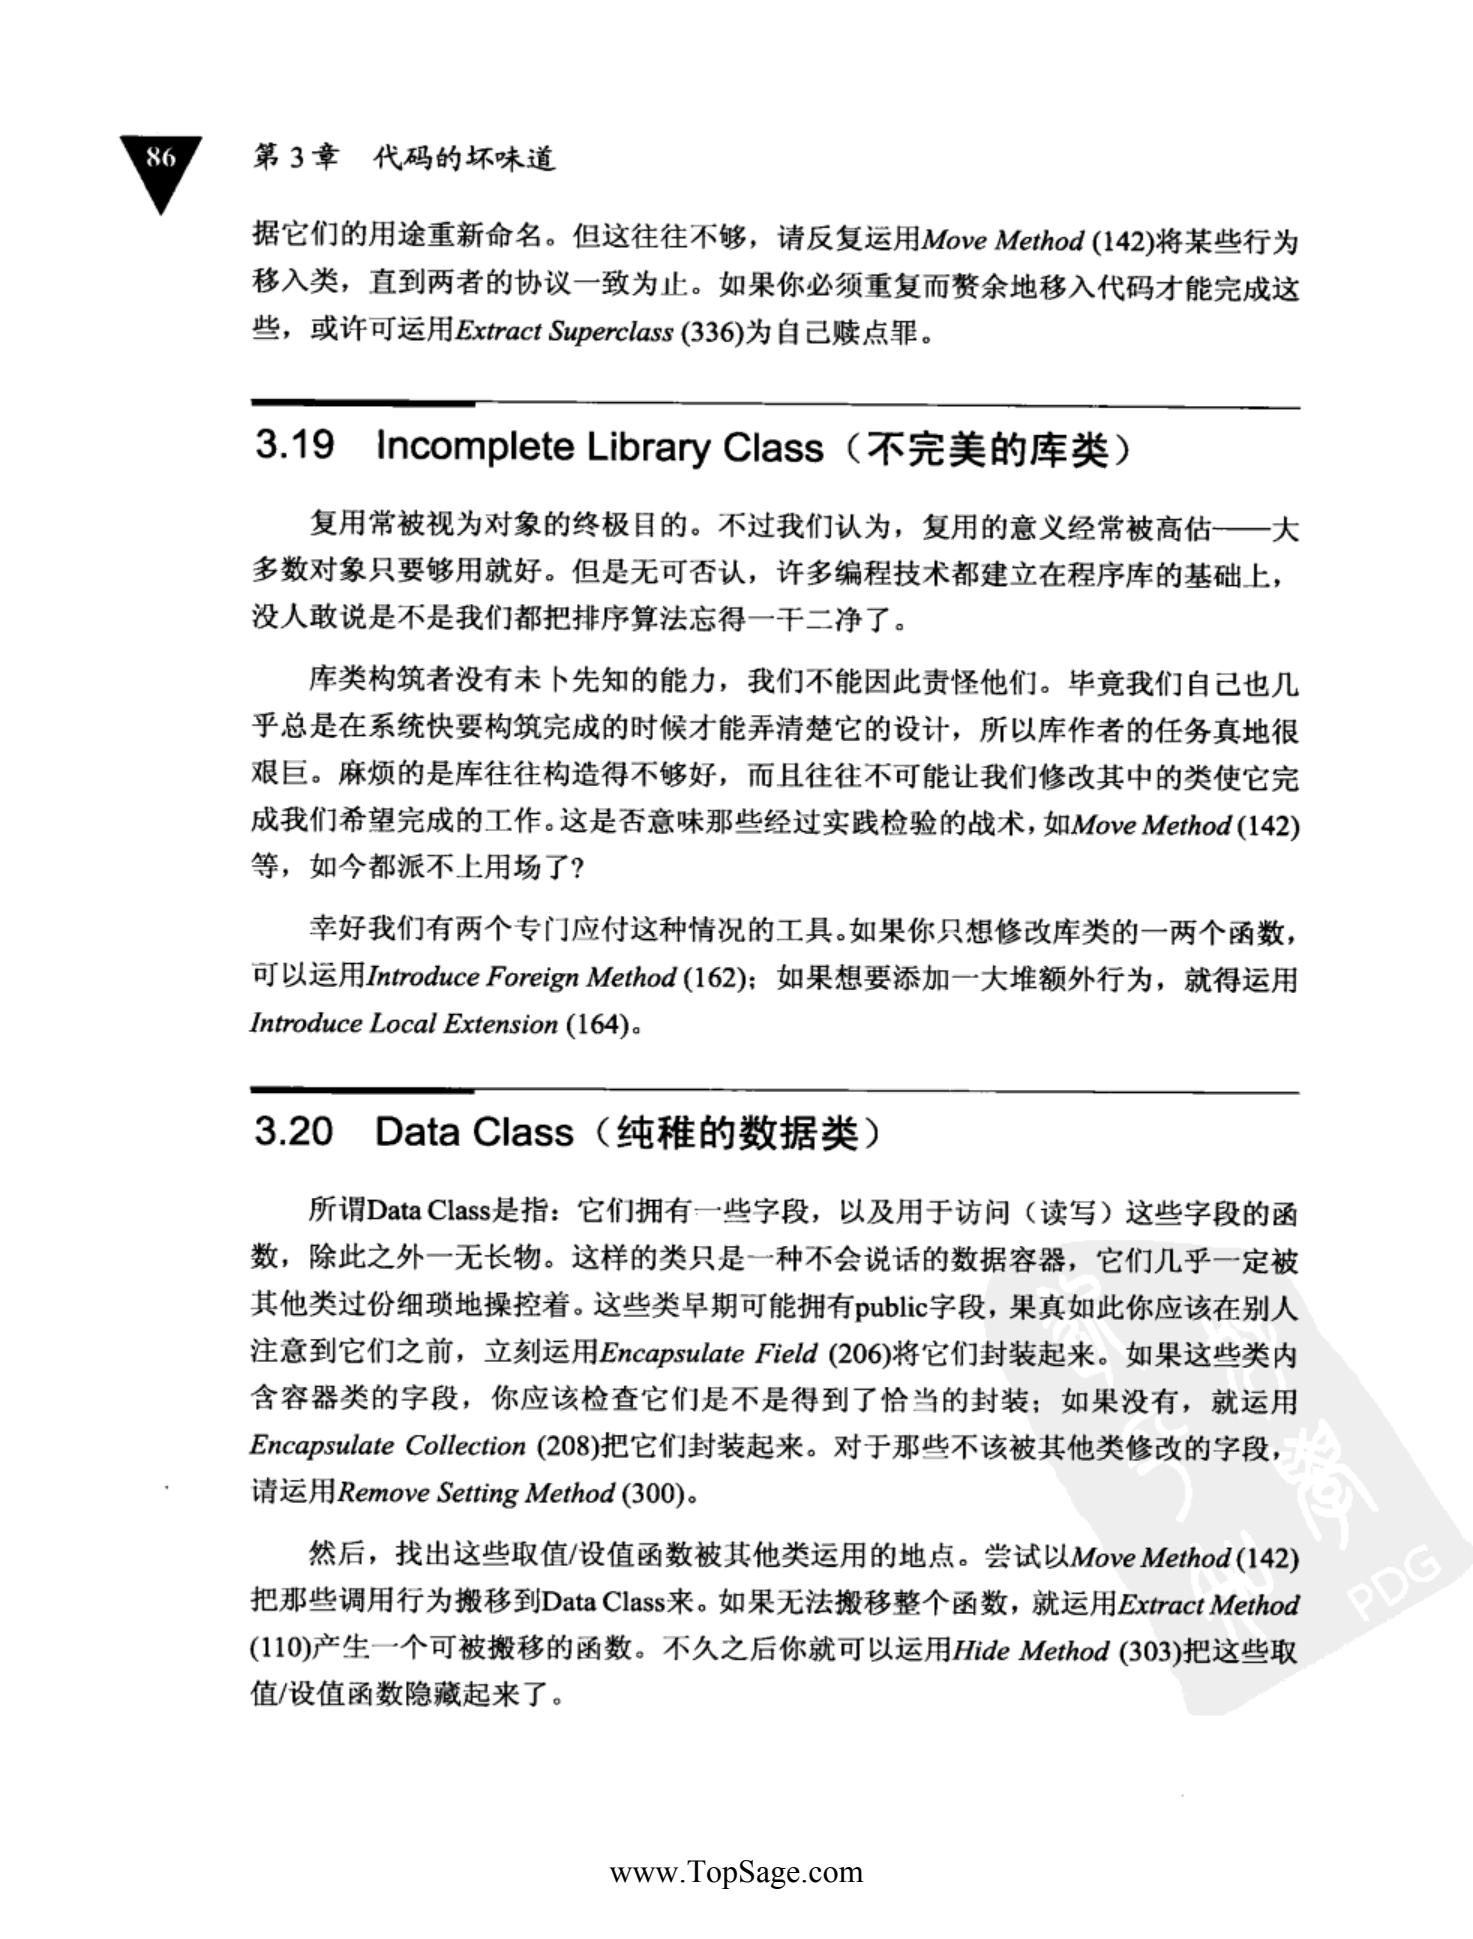 86
第 3 章 代码的坏味道
据它们的用途重新命名。但这往往不够，请反复运用Move Method (142)将某些行为
移入类，直到两者的协议一致为止。如果你必须重复而赘余地移入代码才能完成这
些，或许可运用Extract Superclass (336)为自己赎点罪。
3.19 Incomplete Library Class（不完美的库类）
复用常被视为对象的终极目的。不过我们认为，复用的意义经常被高估——大
多数对象只要够用就好。但是无可否认，许多编程技术都建立在程序库的基础上，
没人敢说是不是我们都把排序算法忘得一干二净了。
库类构筑者没有未卜先知的能力，我们不能因此责怪他们。毕竟我们自己也几
乎总是在系统快要构筑完成的时候才能弄清楚它的设计，所以库作者的任务真地很
艰巨。麻烦的是库往往构造得不够好，而且往往不可能让我们修改其中的类使它完
成我们希望完成的工作。这是否意味那些经过实践检验的战术，如Move Method (142)
等，如今都派不上用场了?
幸好我们有两个专门应付这种情况的工具。如果你只想修改库类的一两个函数，
可以运用Introduce Foreign Method (162)；如果想要添加一大堆额外行为，就得运用
Introduce Local Extension (164)。
3.20 Data Class（纯稚的数据类）
所谓Data Class是指：它们拥有一些字段，以及用于访问（读写）这些字段的函
数，除此之外一无长物。这样的类只是一种不会说话的数据容器，它们几乎一定被
其他类过份细琐地操控着。这些类早期可能拥有public字段，果真如此你应该在别人
注意到它们之前，立刻运用Encapsulate Field (206)将它们封装起来。如果这些类内
含容器类的字段，你应该检查它们是不是得到了恰当的封装；如果没有，就运用
Encapsulate Collection (208)把它们封装起来。对于那些不该被其他类修改的字段，
请运用Remove Setting Method (300)。
然后，找出这些取值/设值函数被其他类运用的地点。尝试以Move Method (142)
把那些调用行为搬移到Data Class来。如果无法搬移整个函数，就运用Extract Method
(110)产生一个可被搬移的函数。不久之后你就可以运用Hide Method (303)把这些取
值/设值函数隐藏起来了。
PDG
www.TopSage.com